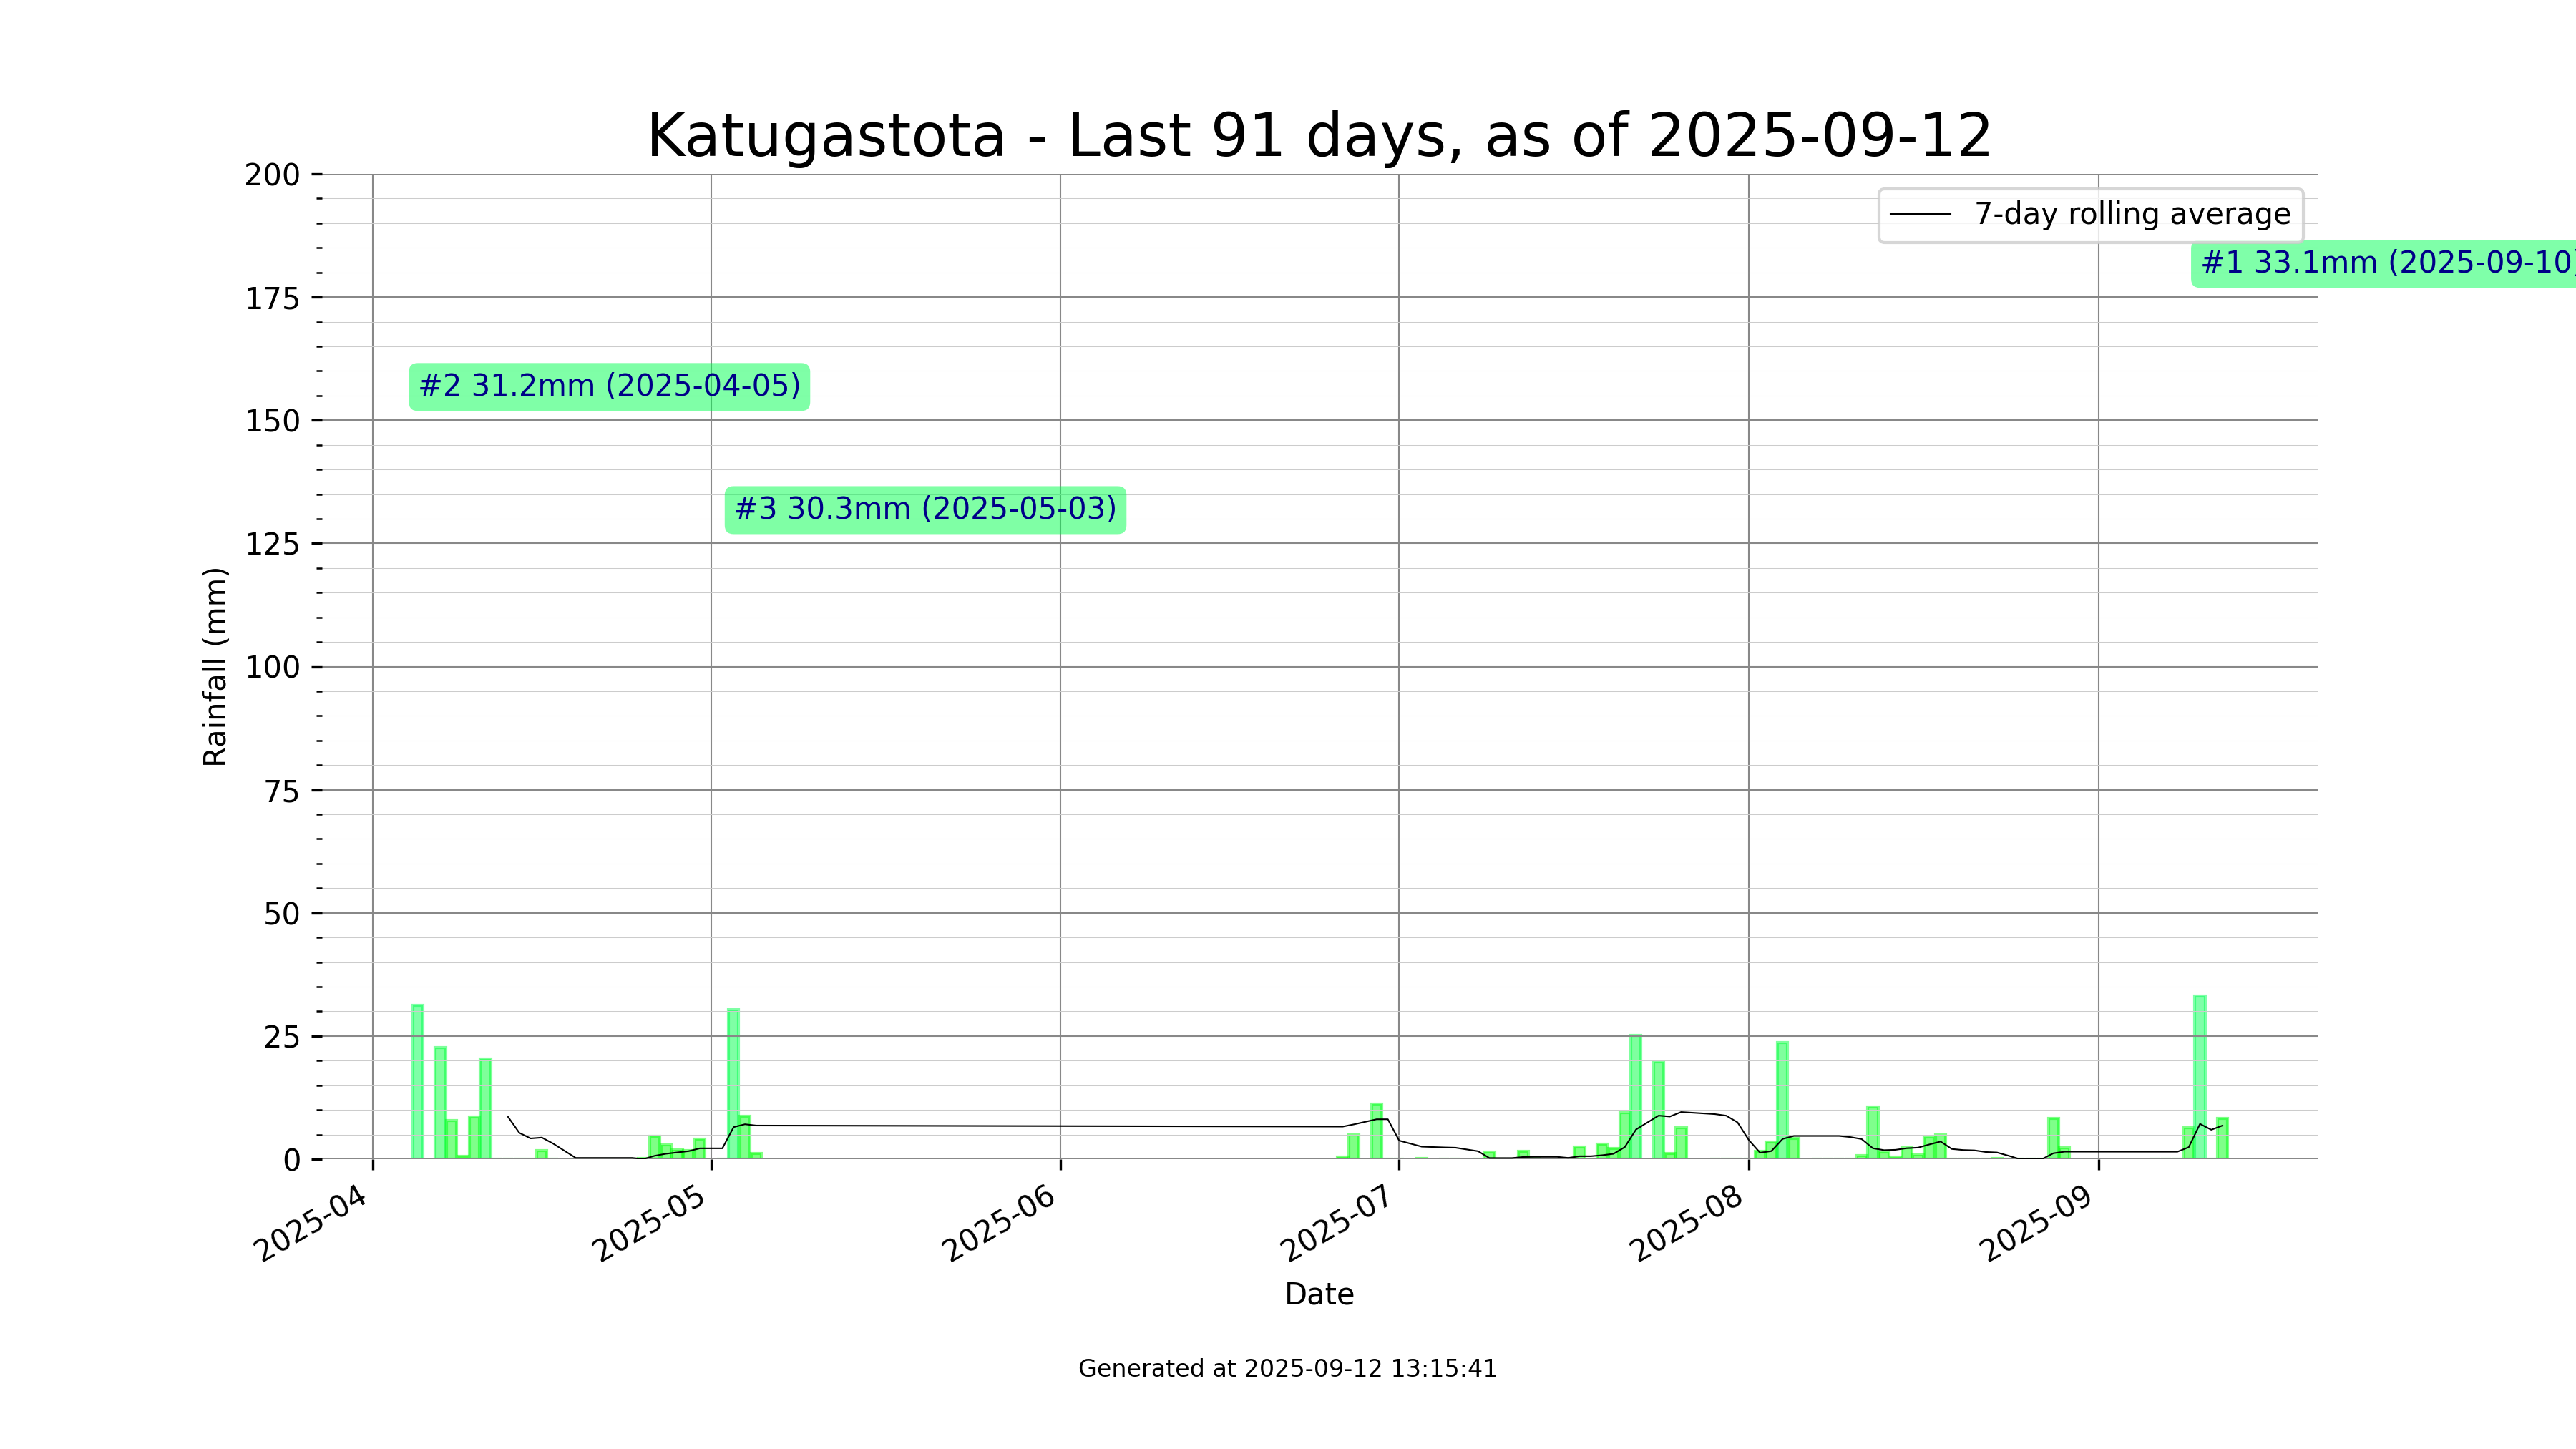 Katugastota - Last 91 days, as of 2025-09-12
200
7-day rolling average
#1 33.1mm (2025-09-10)
175
#2 31.2mm (2025-04-05)
150
#3 30.3mm (2025-05-03)
125
100
75
50
25
0
Rainfall (mm)
2025-04
2025-05
2025-06
2025-07
2025-08
2025-09
Date
Generated at 2025-09-12 13:15:41